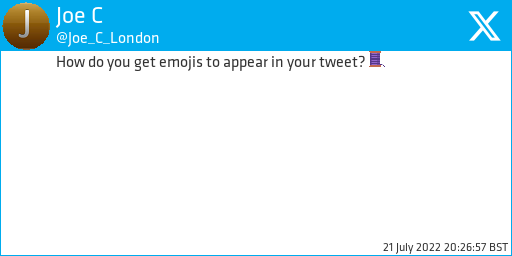 J
Joe C
@Joe_C_London
X
How do you get emojis to appear in your tweet? 🧵
21 July 2022 20:26:57 BST